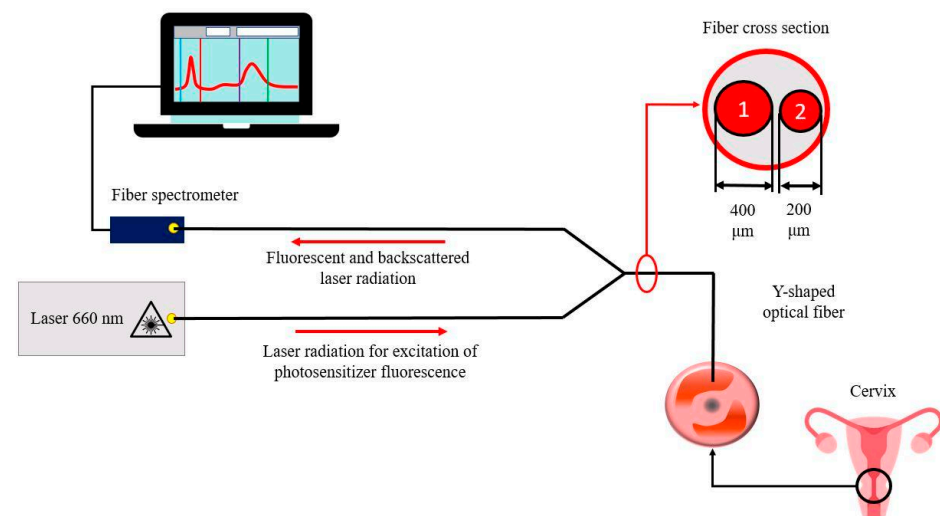 Fiber cross section
1
2
400
μm
200
μm
Fiber spectrometer
Fluorescent and backscattered
laser radiation
Y-shaped
optical fiber
Laser 660 nm
Laser radiation for excitation of
photosensitizer fluorescence
Cervix